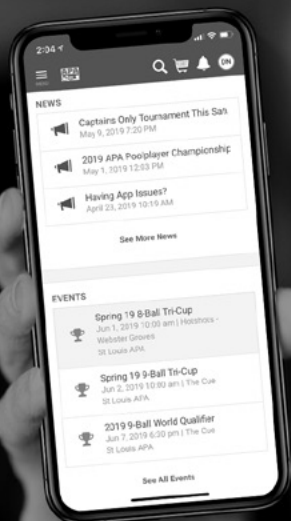 2:04
MENU
APA
DN
NEWS
Captains Only Tournament This Satu
May 9, 2019 7:20 PM
2019 APA Poolplayer Championship
May 1, 2019 12:03 PM
Having App Issues?
April 23, 2019 10:19 AM
See More News
EVENTS
Spring 19 8-Ball Tri-Cup
Jun 1, 2019 10:00 am | Hotshots -
Webster Groves
St Louis APA
Spring 19 9-Ball Tri-Cup
Jun 2, 2019 10:00 am | The Cue
St Louis APA
2019 9-Ball World Qualifier
Jun 7, 2019 6:30 pm | The Cue
St Louis APA
See All Events